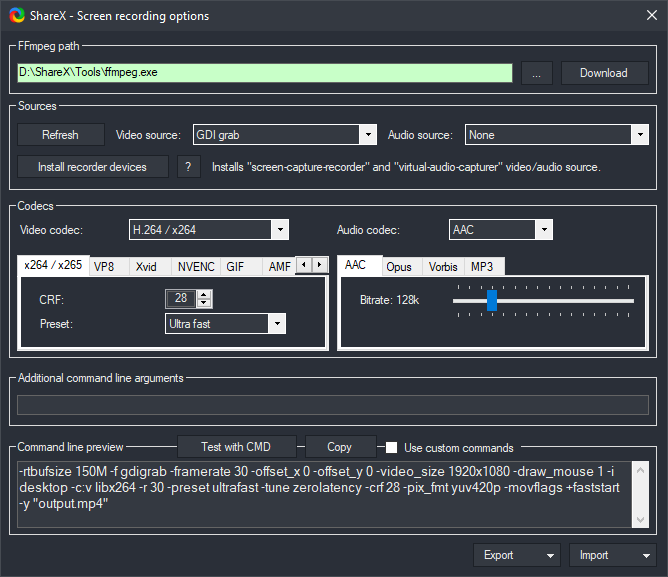 ShareX - Screen recording options
FFmpeg path
D:\ShareX\Tools\ffmpeg.exe ... Download
Sources
Refresh Video source: GDI grab Audio source: None
Install recorder devices ? Installs "screen-capture-recorder" and "virtual-audio-capturer" video/audio source.
Codecs
Video codec: H.264 / x264 Audio codec: AAC
x264 / x265 VP8 Xvid NVENC GIF AMF AAC Opus Vorbis MP3
CRF: 28 Bitrate: 128k
Preset: Ultra fast
Additional command line arguments
Command line preview Test with CMD Copy Use custom commands
-rtbufsize 150M -f gdigrab -framerate 30 -offset_x 0 -offset_y 0 -video_size 1920x1080 -draw_mouse 1 -i
desktop -c:v libx264 -r 30 -preset ultrafast -tune zerolatency -crf 28 -pix_fmt yuv420p -movflags +faststart
-y "output.mp4"
Export Import